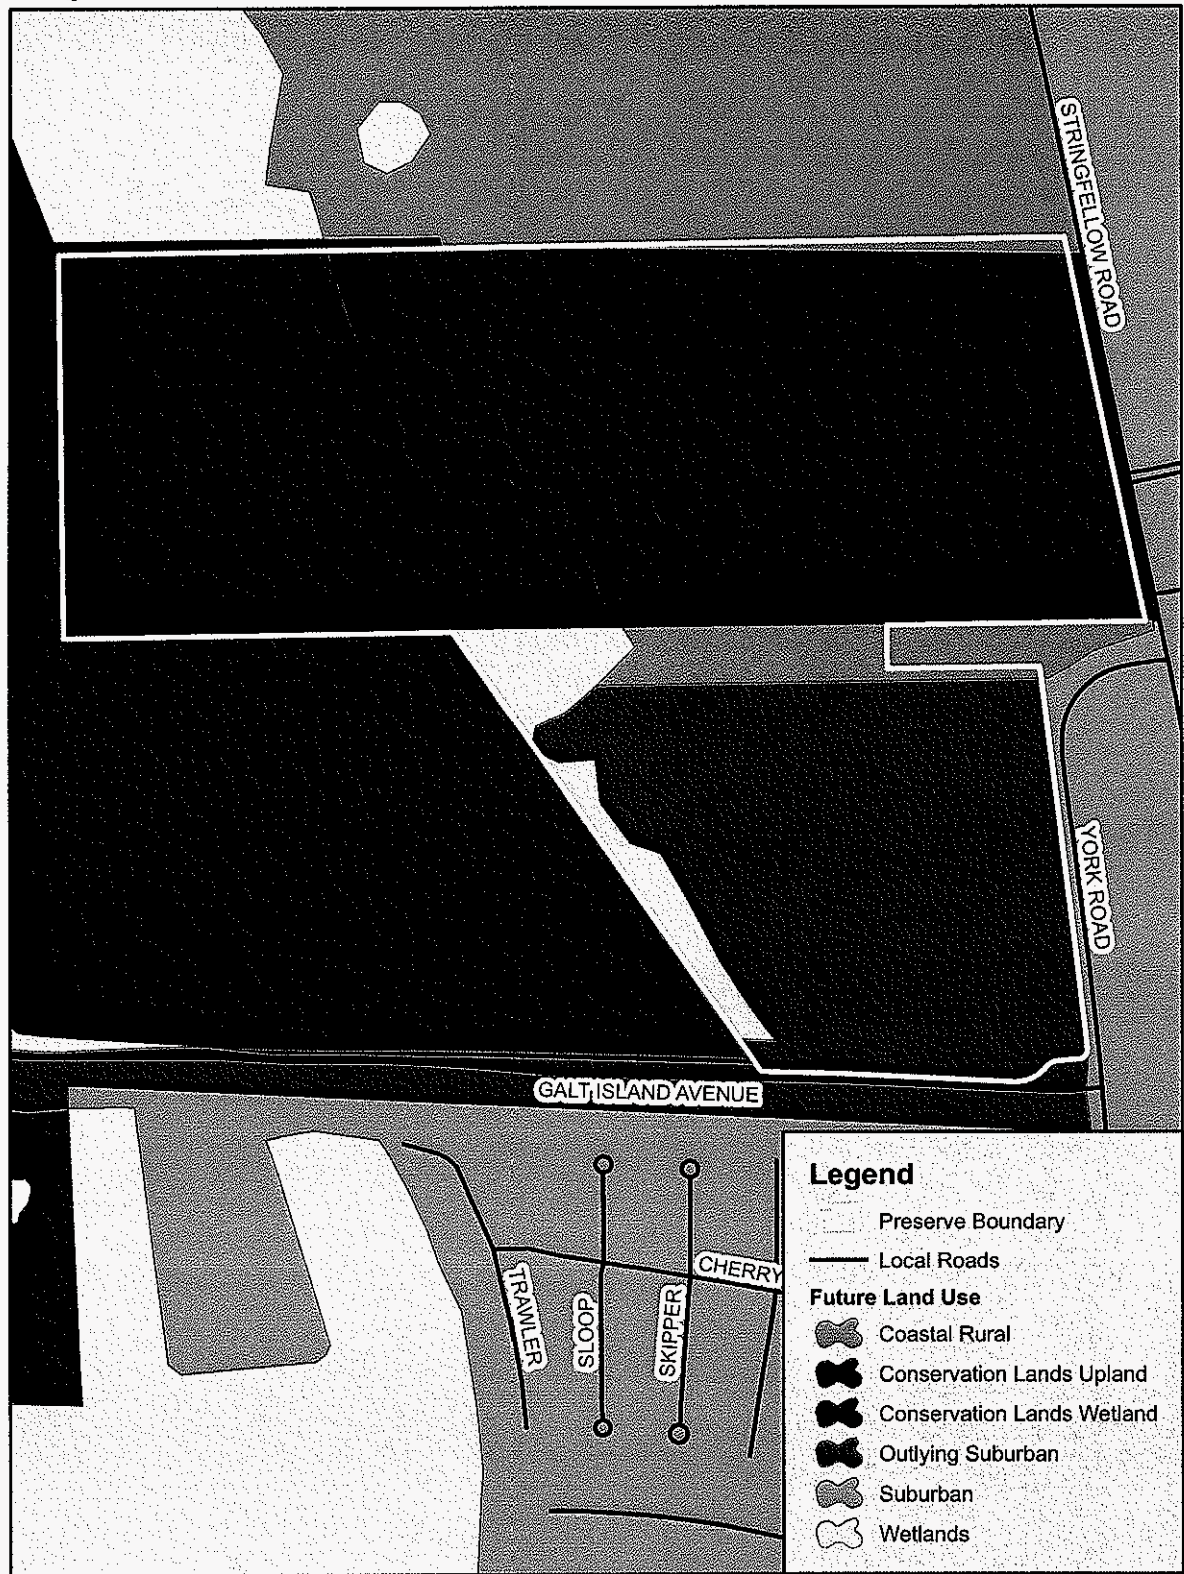 STRINGFELLOW ROAD
YORK ROAD
GALT ISLAND AVENUE
CHERRY
TRAWLER
SLOOP
SKIPPER
Legend
Preserve Boundary
Local Roads
Future Land Use
Coastal Rural
Conservation Lands Upland
Conservation Lands Wetland
Outlying Suburban
Suburban
Wetlands